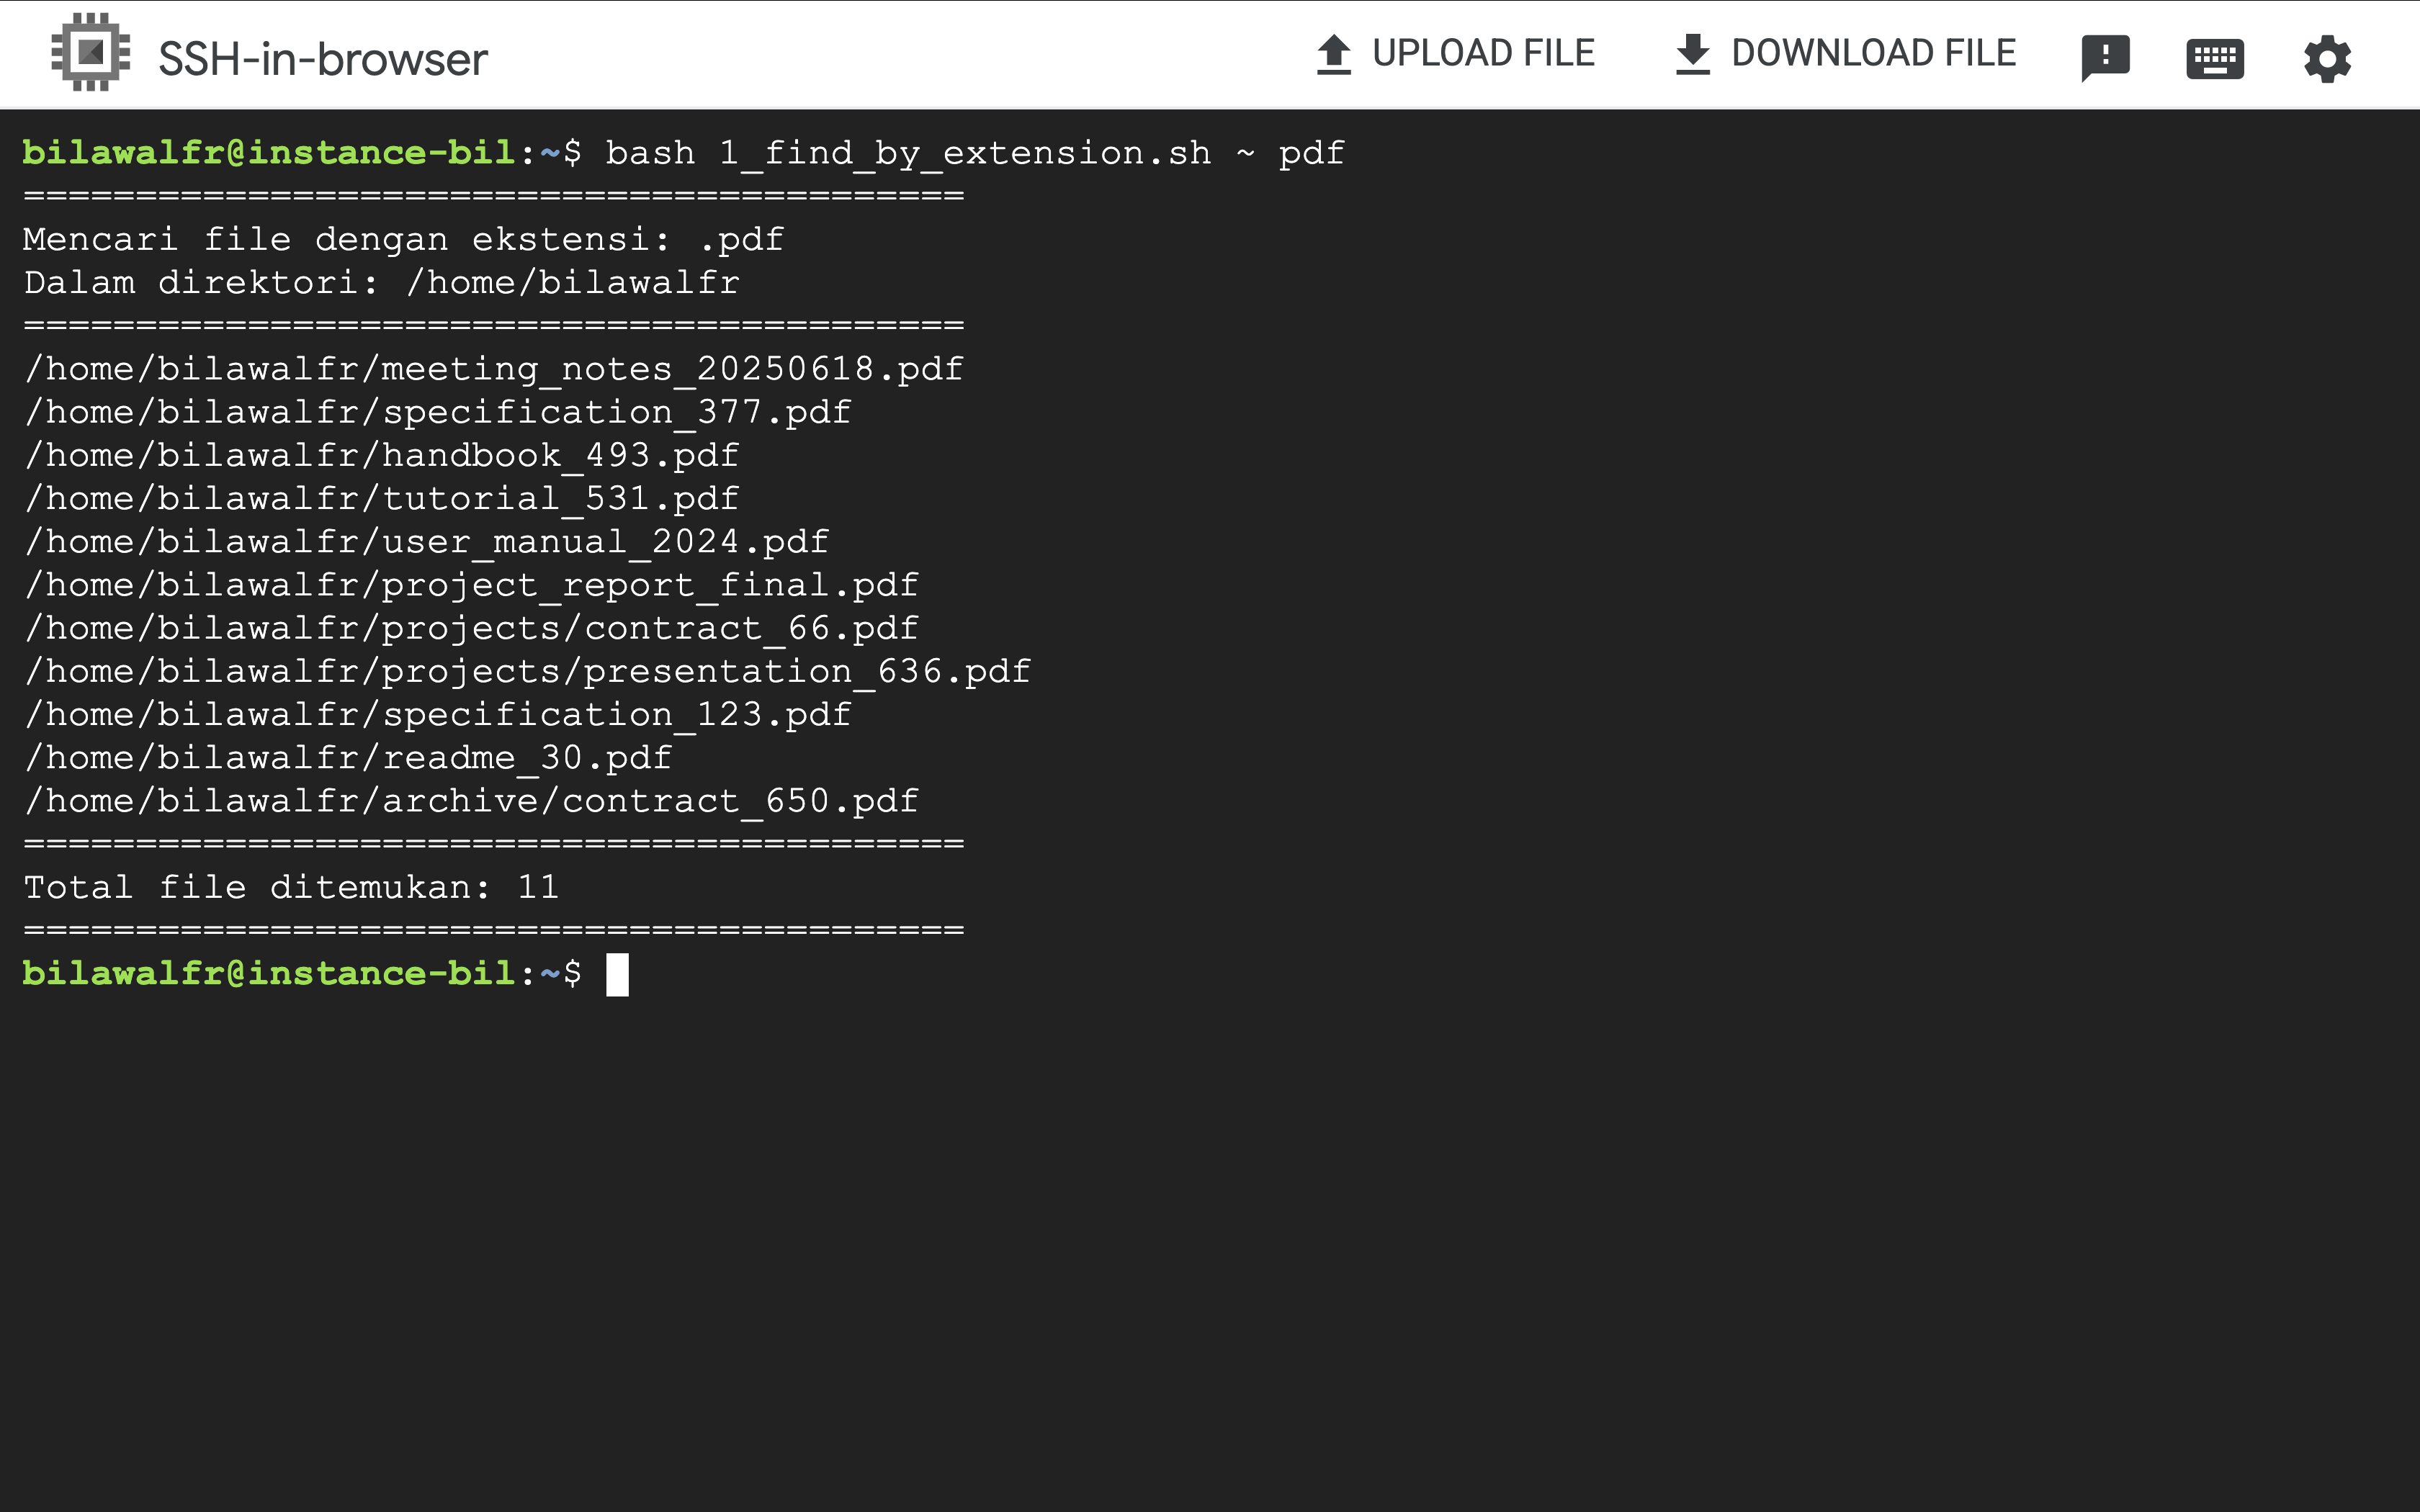 SSH-in-browser
UPLOAD FILE
DOWNLOAD FILE
bilawalfr@instance-bil:~$ bash 1_find_by_extension.sh ~ pdf
==========================================
Mencari file dengan ekstensi: .pdf
Dalam direktori: /home/bilawalfr
==========================================
/home/bilawalfr/meeting_notes_20250618.pdf
/home/bilawalfr/specification_377.pdf
/home/bilawalfr/handbook_493.pdf
/home/bilawalfr/tutorial_531.pdf
/home/bilawalfr/user_manual_2024.pdf
/home/bilawalfr/project_report_final.pdf
/home/bilawalfr/projects/contract_66.pdf
/home/bilawalfr/projects/presentation_636.pdf
/home/bilawalfr/specification_123.pdf
/home/bilawalfr/readme_30.pdf
/home/bilawalfr/archive/contract_650.pdf
==========================================
Total file ditemukan: 11
==========================================
bilawalfr@instance-bil:~$